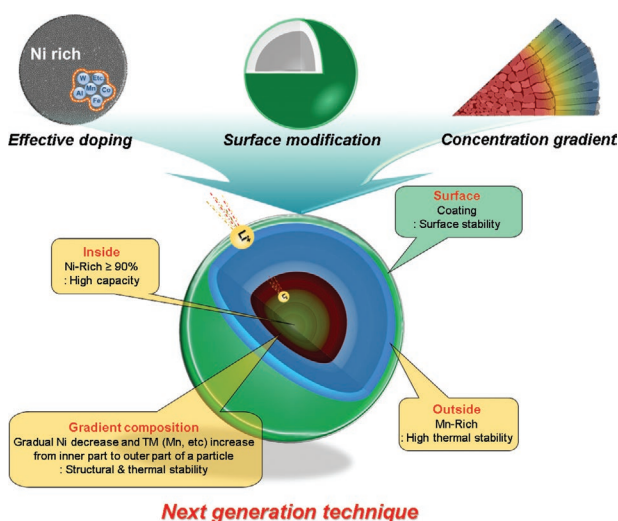 Ni rich
W Etc.
Al Mn Co
Fe
Effective doping
Surface modification
Concentration gradient
Surface
Coating
: Surface stability
Li+
Inside
Ni-Rich ≥ 90%
: High capacity
Li+
Gradient composition
Gradual Ni decrease and TM (Mn, etc) increase
from inner part to outer part of a particle
: Structural & thermal stability
Outside
Mn-Rich
: High thermal stability
Next generation technique